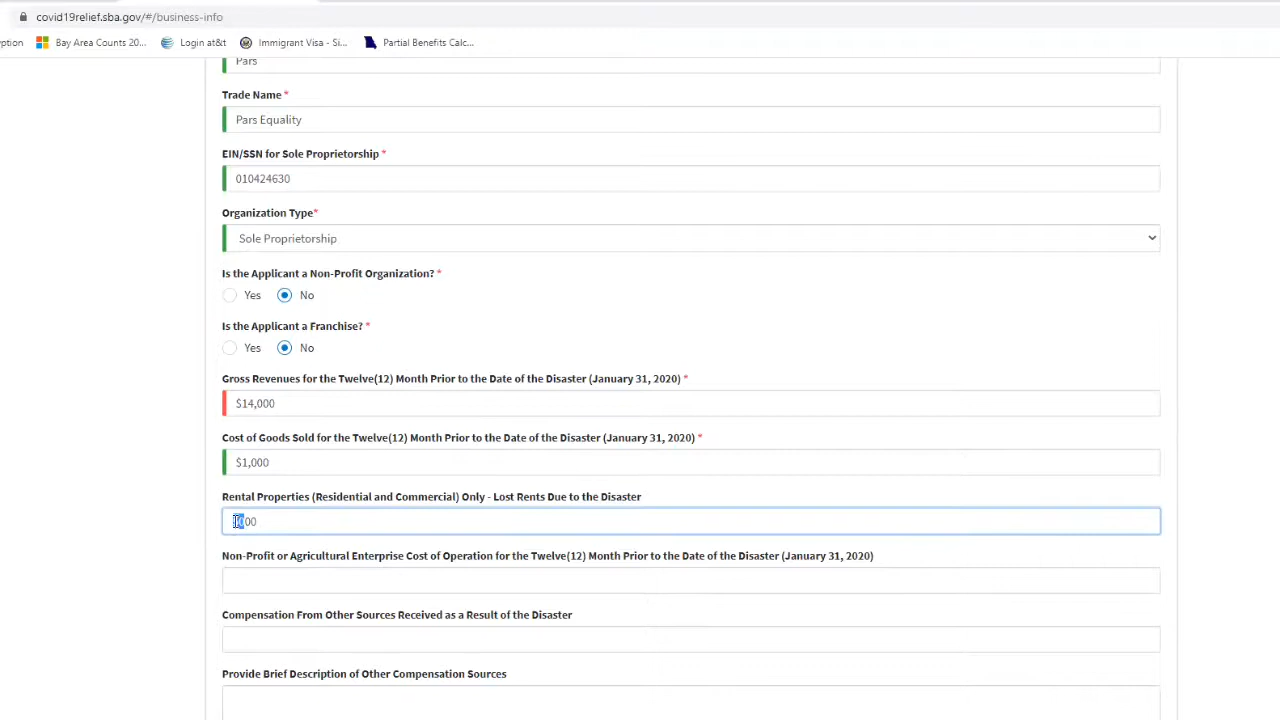 covid19relief.sba.gov/#/business-info
ption Bay Area Counts 20... Login at&t Immigrant Visa - Si... Partial Benefits Calc...
Pars
Trade Name *
Pars Equality
EIN/SSN for Sole Proprietorship *
010424630
Organization Type*
Sole Proprietorship
Is the Applicant a Non-Profit Organization? *
Yes No
Is the Applicant a Franchise? *
Yes No
Gross Revenues for the Twelve(12) Month Prior to the Date of the Disaster (January 31, 2020) *
$14,000
Cost of Goods Sold for the Twelve(12) Month Prior to the Date of the Disaster (January 31, 2020) *
$1,000
Rental Properties (Residential and Commercial) Only - Lost Rents Due to the Disaster
Non-Profit or Agricultural Enterprise Cost of Operation for the Twelve(12) Month Prior to the Date of the Disaster (January 31, 2020)
Compensation From Other Sources Received as a Result of the Disaster
Provide Brief Description of Other Compensation Sources